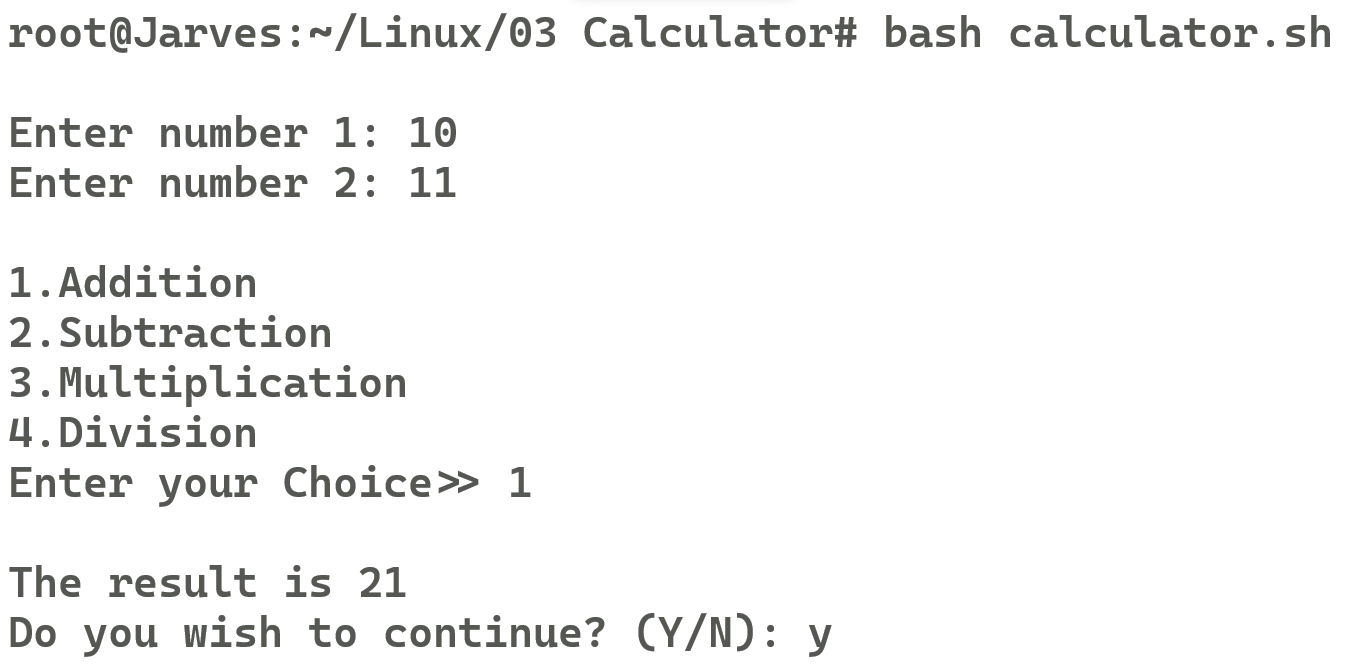 root@Jarves:~/Linux/03 Calculator# bash calculator.sh
Enter number 1: 10
Enter number 2: 11
1.Addition
2.Subtraction
3.Multiplication
4.Division
Enter your Choice>> 1
The result is 21
Do you wish to continue? (Y/N): y